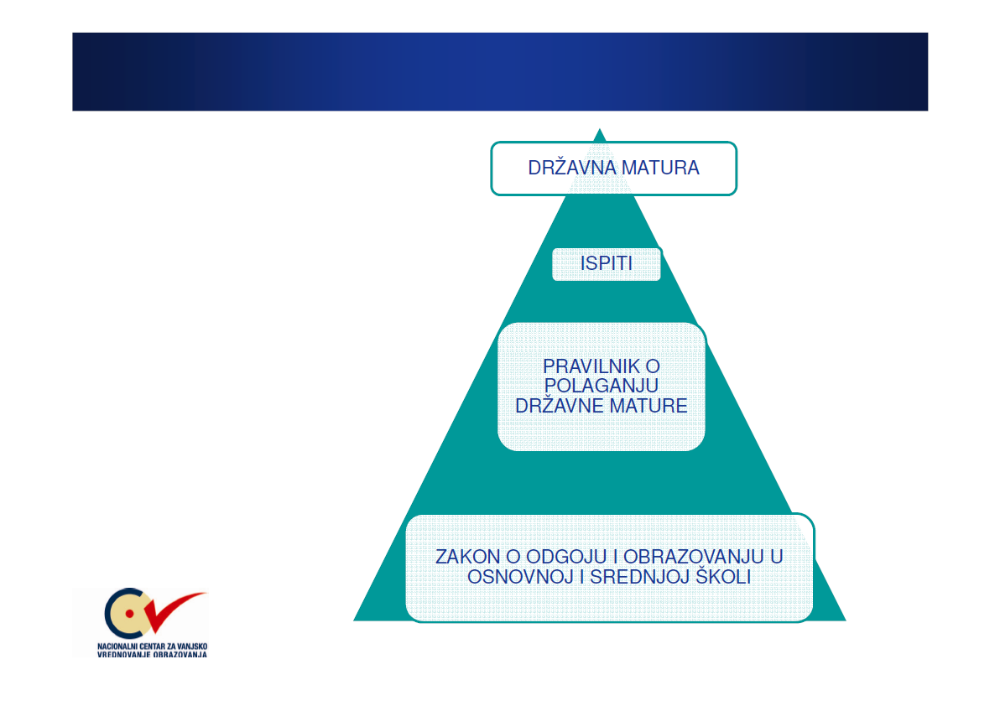 DRŽAVNA MATURA
ISPITI
PRAVILNIK O
POLAGANJU
DRŽAVNE MATURE
ZAKON O ODGOJU I OBRAZOVANJU U
OSNOVNOJ I SREDNJOJ ŠKOLI
NACIONALNI CENTAR ZA VANJSKO
VREDNOVANJE OBRAZOVANJA